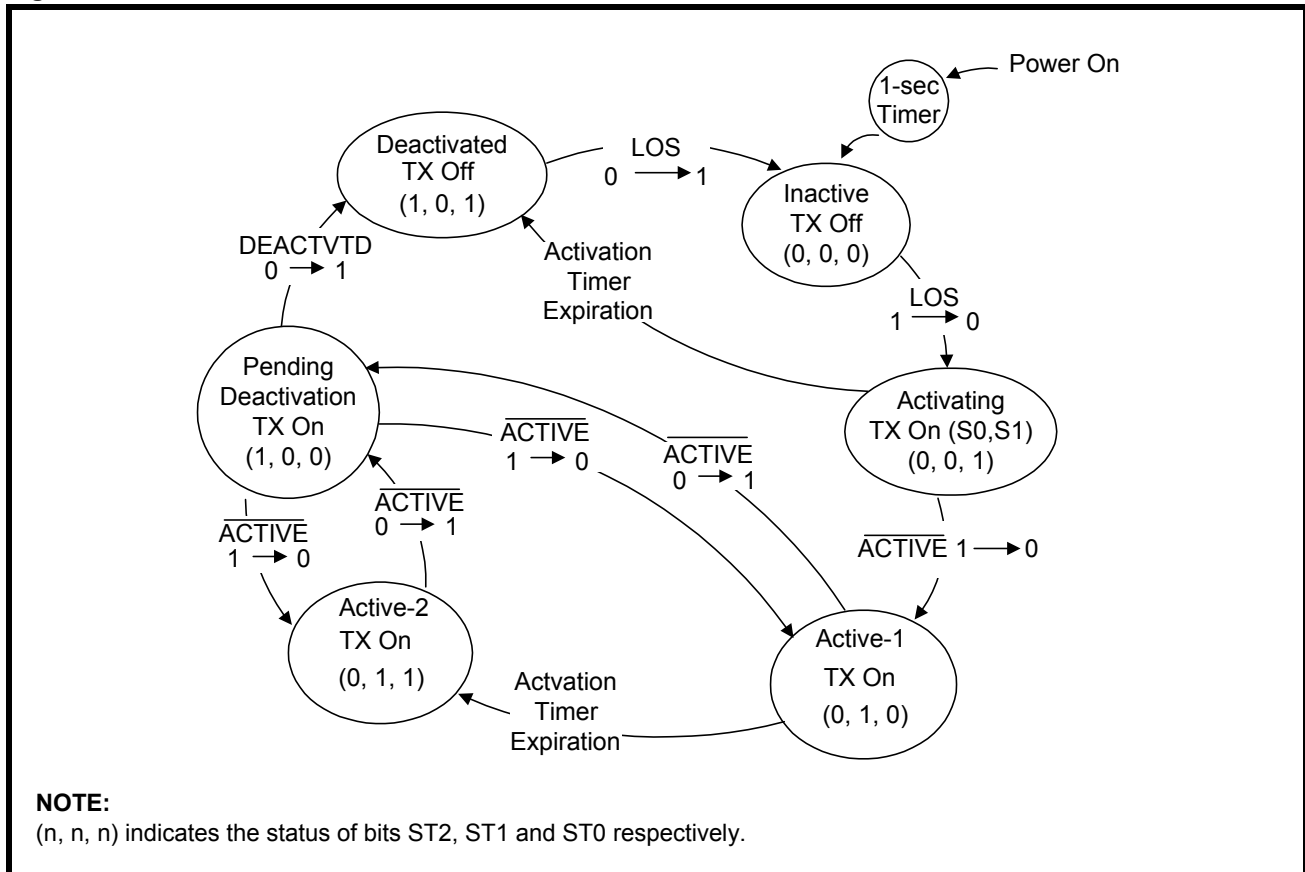 Power On
1-sec
Timer
Deactivated
TX Off
(1, 0, 1)
LOS
0 → 1
Inactive
TX Off
(0, 0, 0)
DEACTVTD
0 → 1
Activation
Timer
Expiration
LOS
1 → 0
Pending
Deactivation
TX On
(1, 0, 0)
Activating
TX On (S0,S1)
(0, 0, 1)
ACTIVE
1 → 0
ACTIVE
0 → 1
ACTIVE
0 → 1
ACTIVE
1 → 0
ACTIVE 1 → 0
Active-2
TX On
(0, 1, 1)
Active-1
TX On
(0, 1, 0)
Actvation
Timer
Expiration
NOTE:
(n, n, n) indicates the status of bits ST2, ST1 and ST0 respectively.